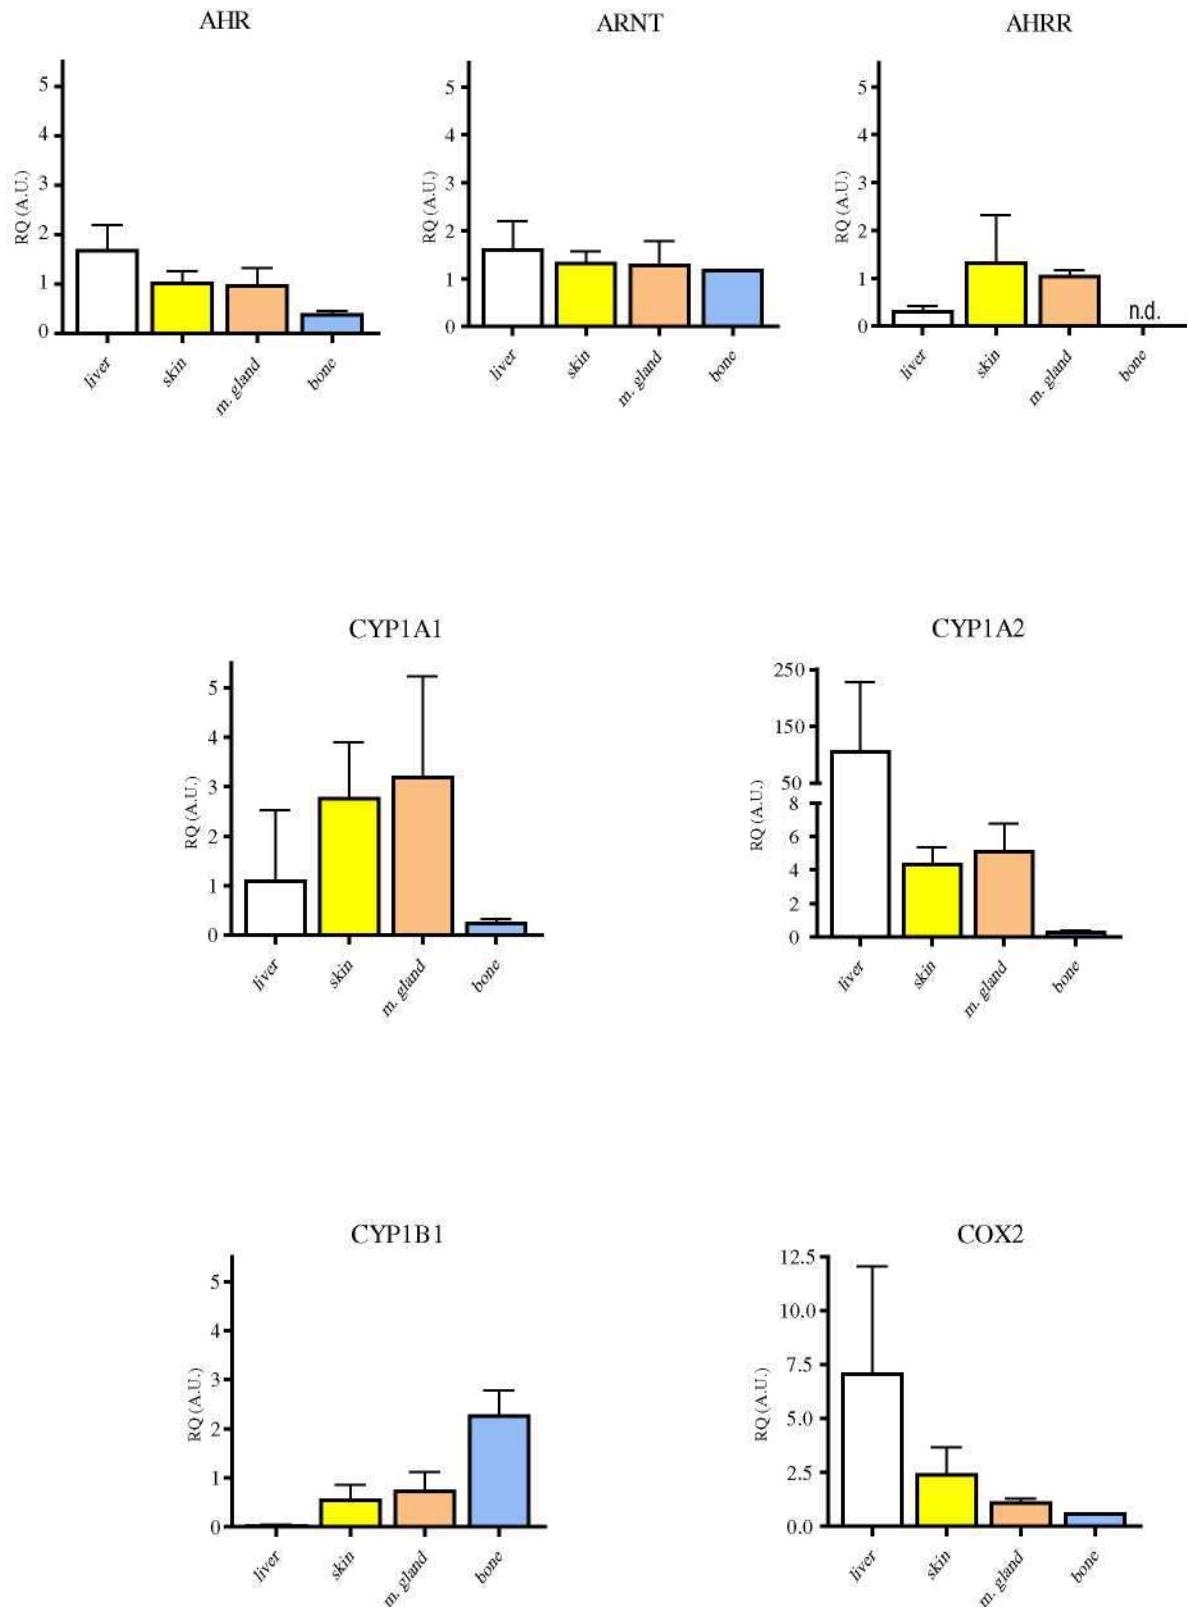 AHR
5
4
3
2
1
0
RQ (A.U.)
liver
skin
m. gland
bone
ARNT
5
4
3
2
1
0
RQ (A.U.)
liver
skin
m. gland
bone
AHRR
5
4
3
2
1
0
RQ (A.U.)
n.d.
liver
skin
m. gland
bone
CYP1A1
5
4
3
2
1
0
RQ (A.U.)
liver
skin
m. gland
bone
CYP1A2
250
150
50
8
6
4
2
0
RQ (A.U.)
liver
skin
m. gland
bone
CYP1B1
5
4
3
2
1
0
RQ (A.U.)
liver
skin
m. gland
bone
COX2
12.5
10.0
7.5
5.0
2.5
0.0
RQ (A.U.)
liver
skin
m. gland
bone